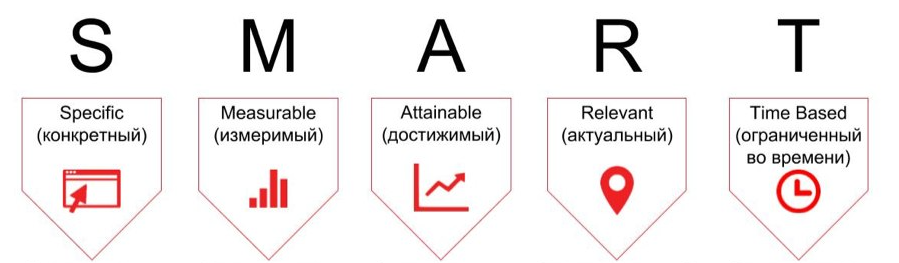 S M A R T
Specific
(конкретный)
Measurable
(измеримый)
Attainable
(достижимый)
Relevant
(актуальный)
Time Based
(ограниченный
во времени)